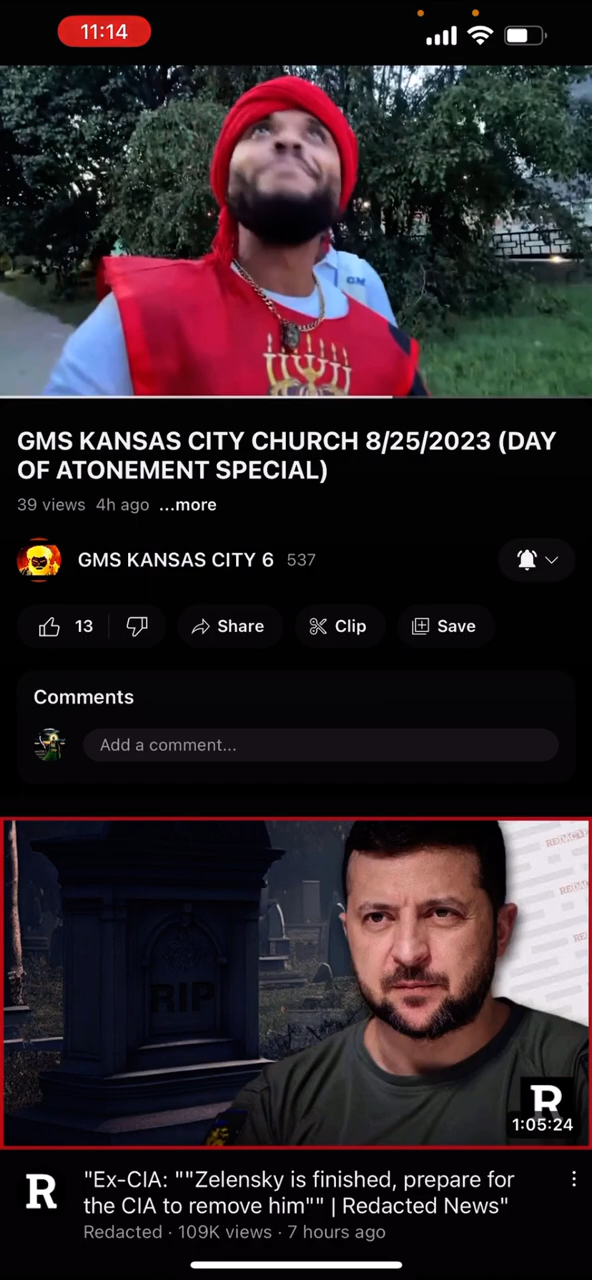 11:14
GM
GMS KANSAS CITY CHURCH 8/25/2023 (DAY
OF ATONEMENT SPECIAL)
39 views 4h ago ...more
GMS KANSAS CITY 6 537
13 Share Clip Save
Comments
Add a comment...
RIP
R
1:05:24
R
"Ex-CIA: ""Zelensky is finished, prepare for
the CIA to remove him"" | Redacted News"
Redacted · 109K views · 7 hours ago